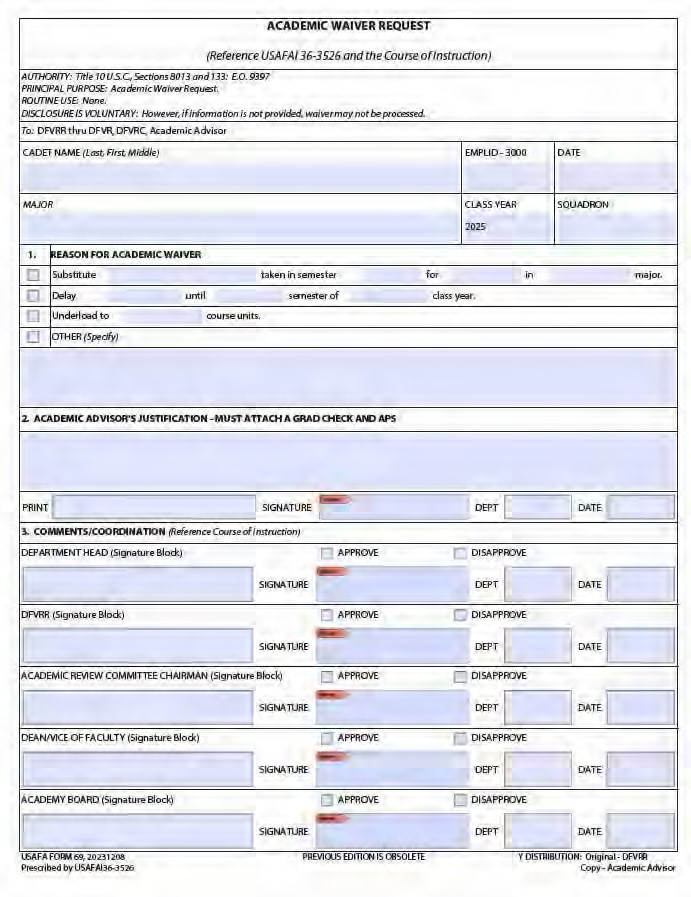 ACADEMIC WAIVER REQUEST
(Reference USAFAI 36-3526 and the Course of Instruction)
AUTHORITY: Title 10 U.S.C., Sections 8013 and 133: E.O. 9397
PRINCIPAL PURPOSE: Academic Waiver Request.
ROUTINE USE: None.
DISCLOSURE IS VOLUNTARY: However, if information is not provided, waiver may not be processed.
To: DFVRR thru DFVR, DFVRC, Academic Advisor
CADET NAME (Last, First, Middle) EMPLID - 3000 DATE
MAJOR CLASS YEAR SQUADRON
2025
1. REASON FOR ACADEMIC WAIVER
Substitute taken in semester for in major.
Delay until semester of class year.
Underload to course units.
OTHER (Specify)
2. ACADEMIC ADVISOR'S JUSTIFICATION - MUST ATTACH A GRAD CHECK AND APS
PRINT SIGNATURE DEPT DATE
3. COMMENTS/COORDINATION (Reference Course of Instruction)
DEPARTMENT HEAD (Signature Block) APPROVE DISAPPROVE
SIGNATURE DEPT DATE
DFVRR (Signature Block) APPROVE DISAPPROVE
SIGNATURE DEPT DATE
ACADEMIC REVIEW COMMITTEE CHAIRMAN (Signature Block) APPROVE DISAPPROVE
SIGNATURE DEPT DATE
DEAN/VICE OF FACULTY (Signature Block) APPROVE DISAPPROVE
SIGNATURE DEPT DATE
ACADEMY BOARD (Signature Block) APPROVE DISAPPROVE
SIGNATURE DEPT DATE
USAFA FORM 69, 20231208 PREVIOUS EDITION IS OBSOLETE Y DISTRIBUTION: Original - DFVRR
Prescribed by USAFAI36-3526 Copy - Academic Advisor